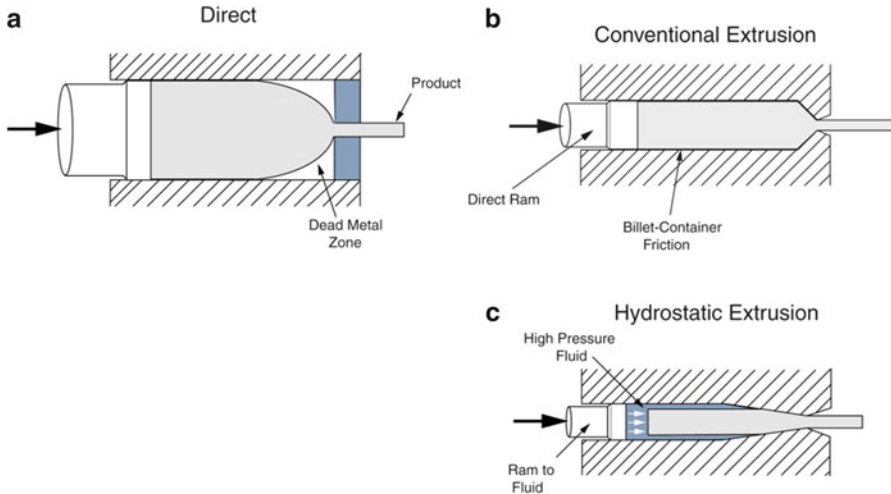 a
Direct
Product
Dead Metal
Zone
b
Conventional Extrusion
Direct Ram
Billet-Container
Friction
c
Hydrostatic Extrusion
High Pressure
Fluid
Ram to
Fluid